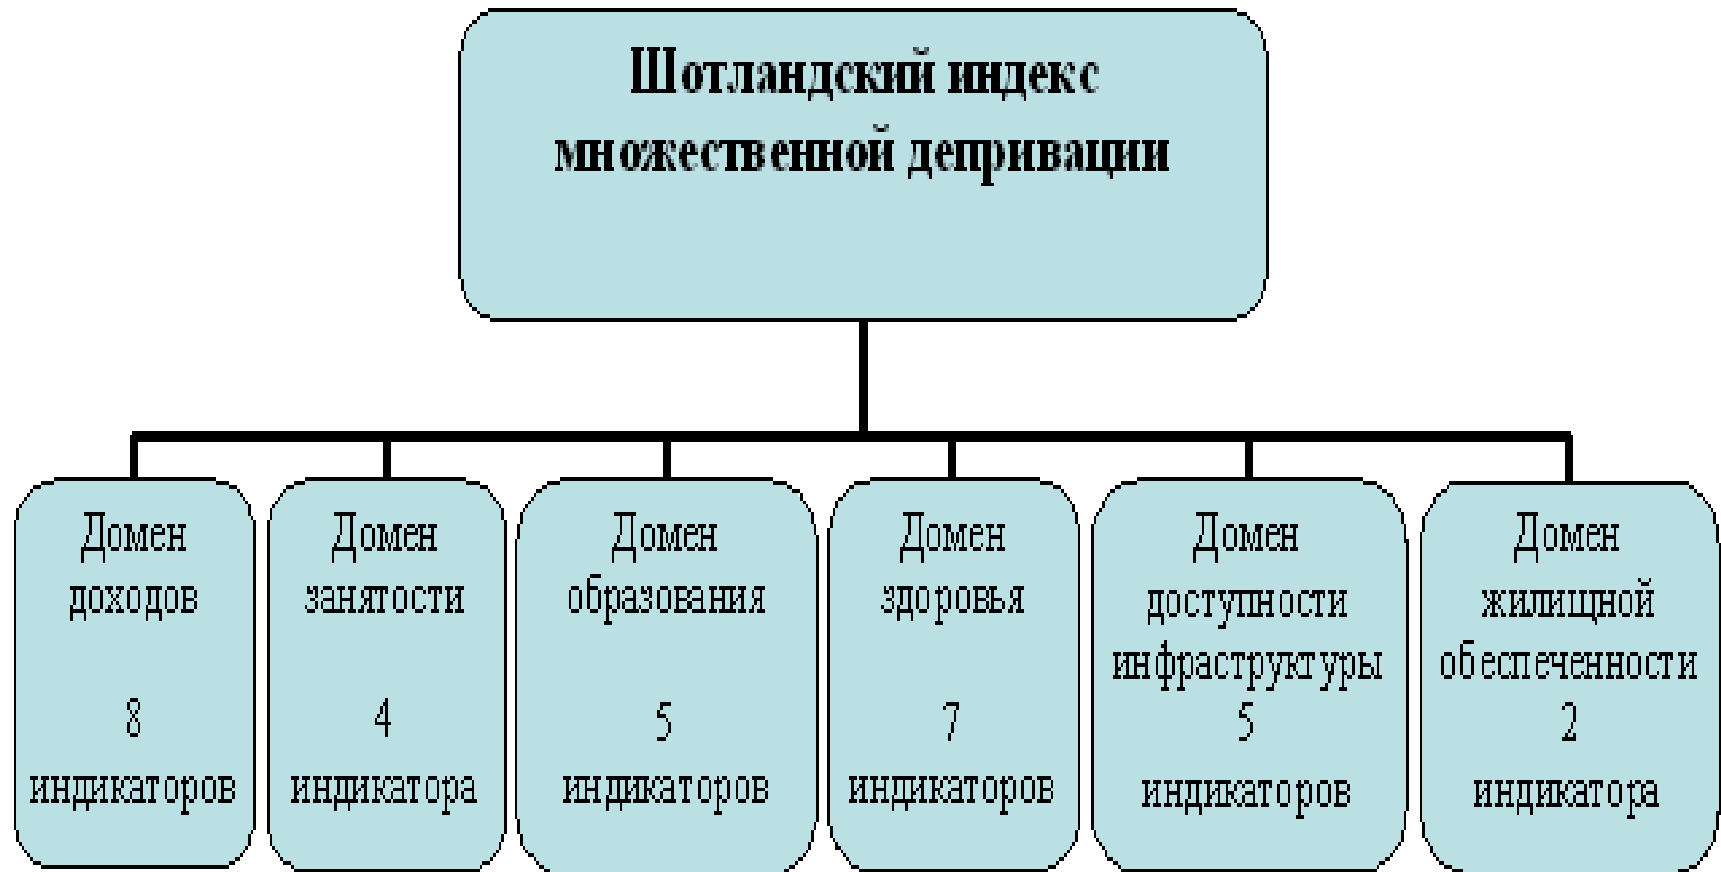 Шотландский индекс
множественной депривации
Домен
доходов
8
индикаторов
Домен
занятости
4
индикатора
Домен
образования
5
индикаторов
Домен
здоровья
7
индикаторов
Домен
доступности
инфраструктуры
5
индикаторов
Домен
жилищной
обеспеченности
2
индикатора